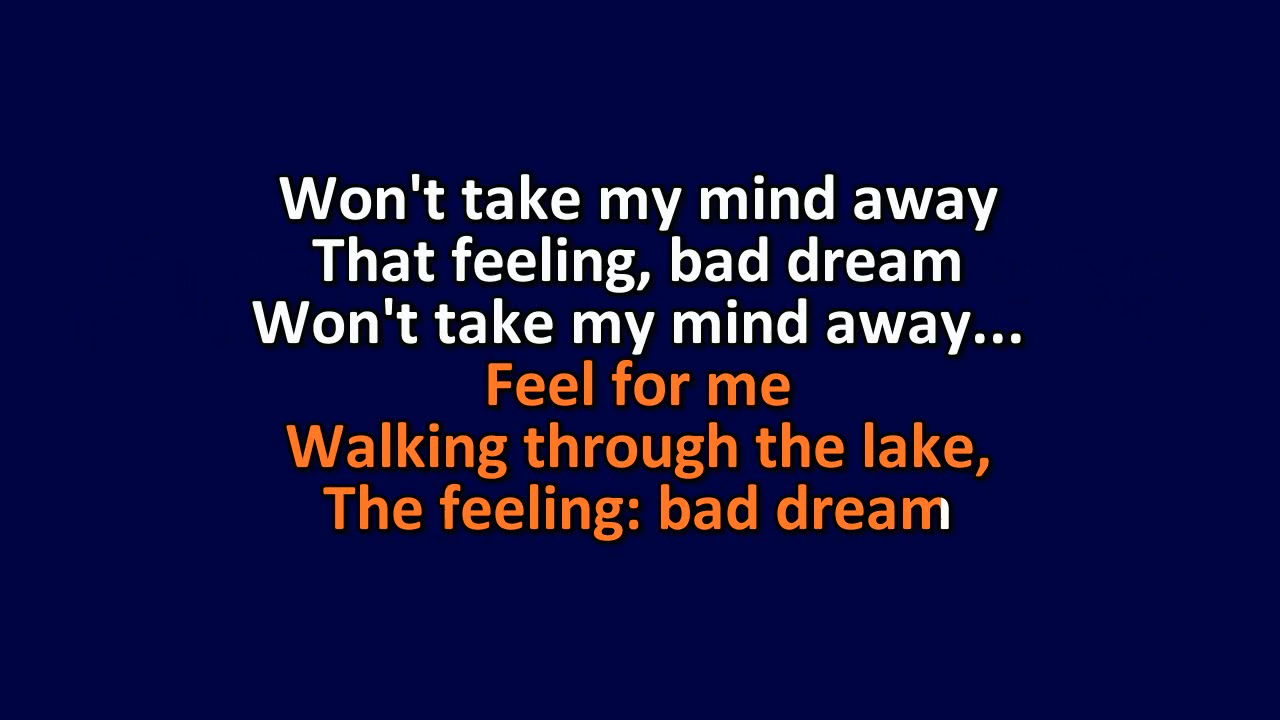 Won't take my mind away
That feeling, bad dream
Won't take my mind away...
Feel for me
Walking through the lake,
The feeling: bad dream